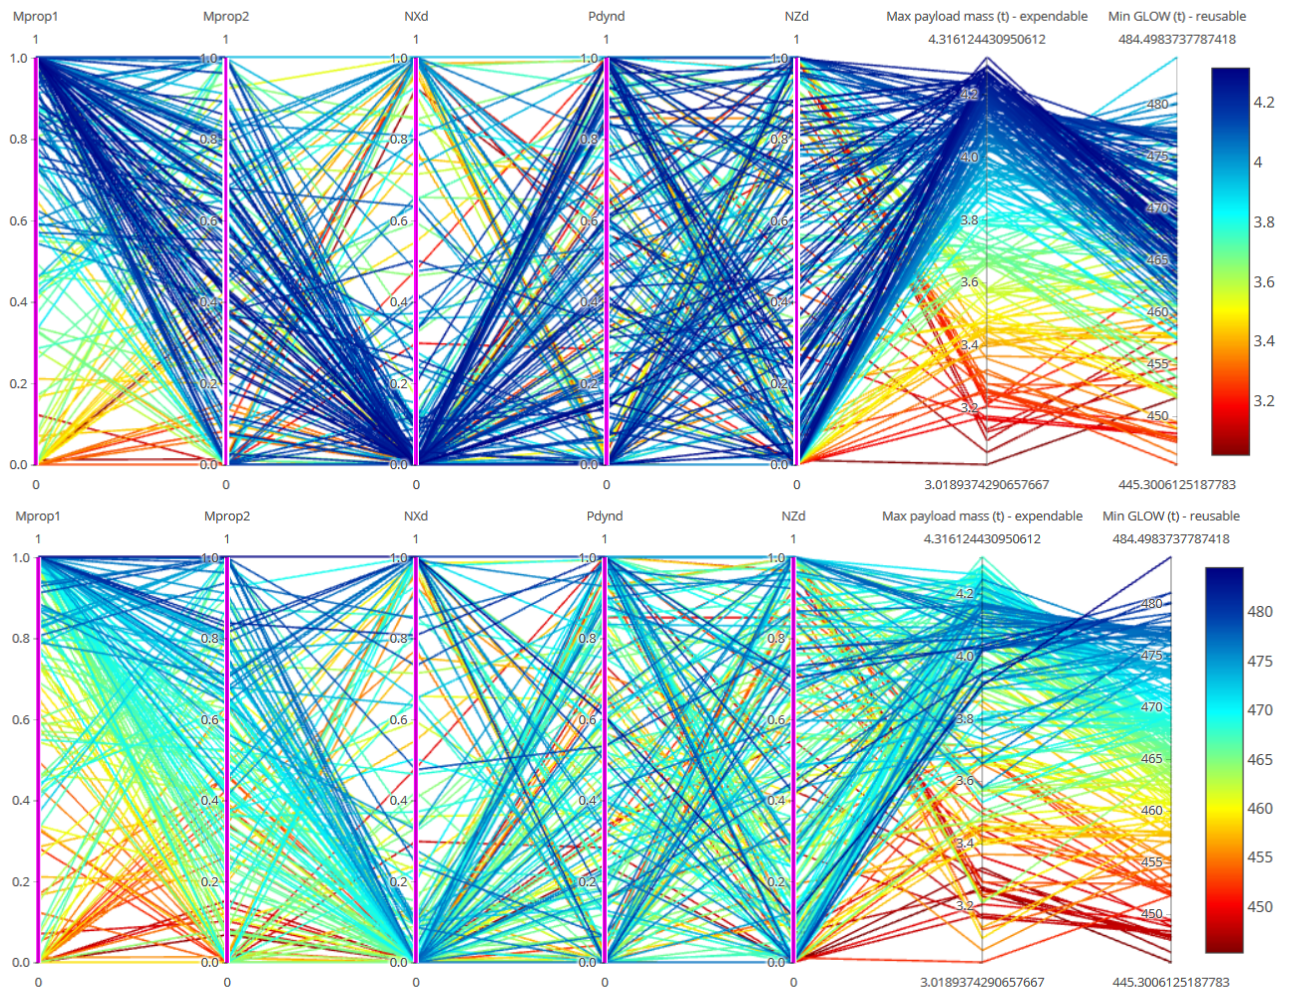 Mprop1 Mprop2 NXd Pdynd NZd Max payload mass (t) - expendable Min GLOW (t) - reusable
1 1 1 1 1 4.316124430950612 484.4983737787418
1.0 1.0 1.0 1.0 1.0
4.2 480 4.2
0.8 0.8 0.8 0.8 0.8
4.0 475 4
0.6 0.6 0.6 0.6 0.6
3.8 470 3.8
465
3.6 3.6
0.4 0.4 0.4 0.4 0.4
460
3.4 3.4
455
0.2 0.2 0.2 0.2 0.2
3.2 450 3.2
0.0 0.0 0.0 0.0 0.0
0 0 0 0 0 3.0189374290657667 445.3006125187783
Mprop1 Mprop2 NXd Pdynd NZd Max payload mass (t) - expendable Min GLOW (t) - reusable
1 1 1 1 1 4.316124430950612 484.4983737787418
1.0 1.0 1.0 1.0 1.0
4.2 480 480
0.8 0.8 0.8 0.8 0.8
4.0 475 475
0.6 0.6 0.6 0.6 0.6
3.8 470 470
465 465
3.6
0.4 0.4 0.4 0.4 0.4
460 460
3.4
455 455
0.2 0.2 0.2 0.2 0.2
3.2 450 450
0.0 0.0 0.0 0.0 0.0
0 0 0 0 0 3.0189374290657667 445.3006125187783